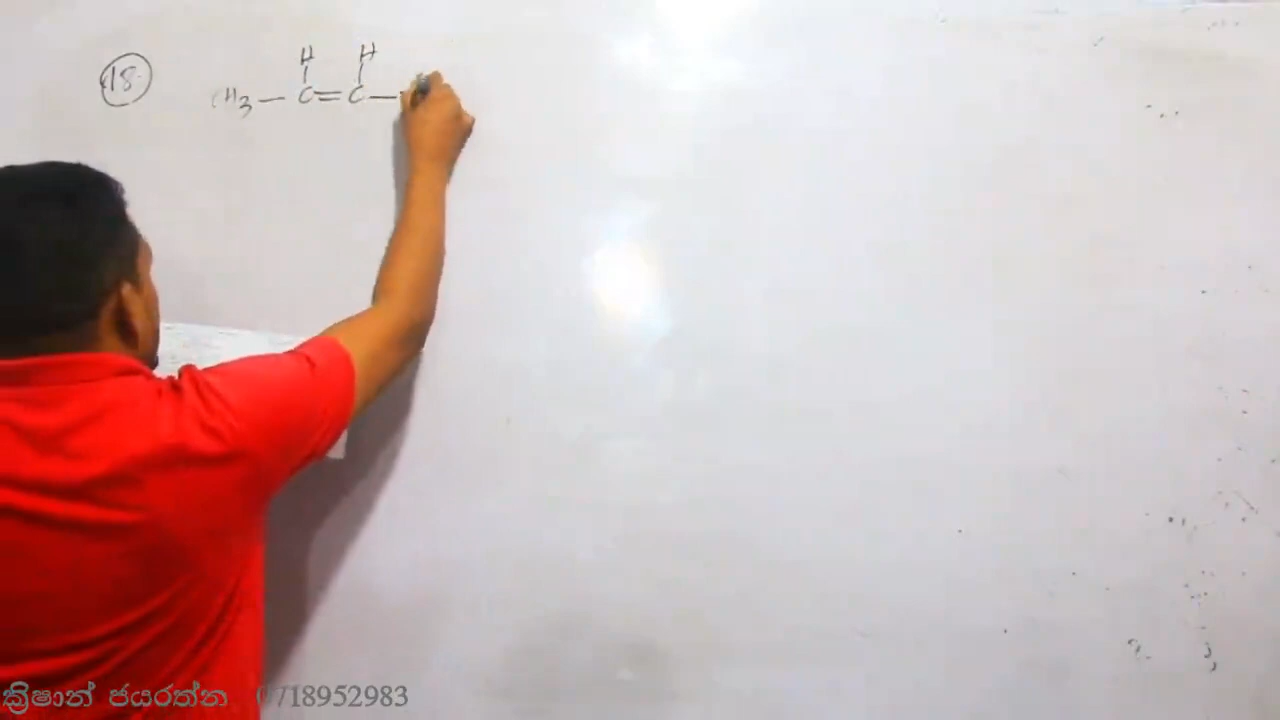 18.
H H
CH3 — C = C —
ක්‍රිෂාන් ජයරත්න 0718952983